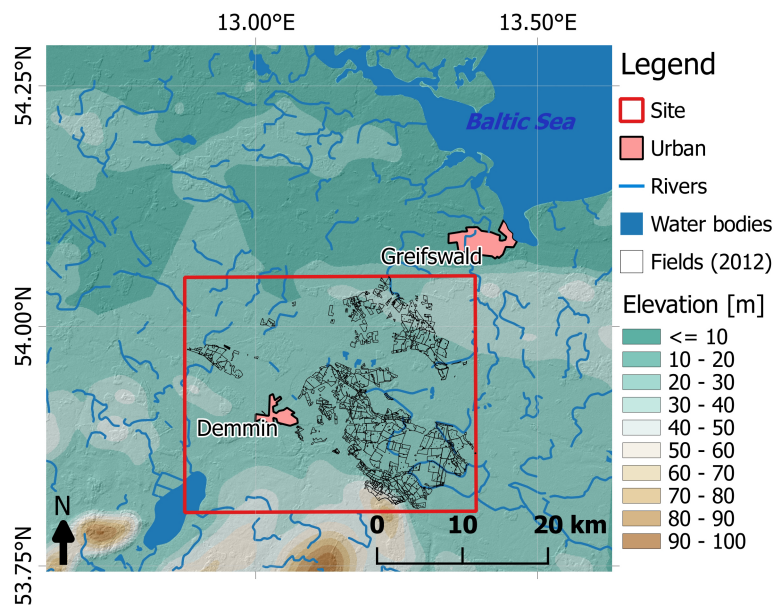 13.00°E 13.50°E
54.25°N
54.00°N
53.75°N
Baltic Sea
Greifswald
Demmin
N
0 10 20 km
Legend
Site
Urban
Rivers
Water bodies
Fields (2012)
Elevation [m]
<= 10
10 - 20
20 - 30
30 - 40
40 - 50
50 - 60
60 - 70
70 - 80
80 - 90
90 - 100